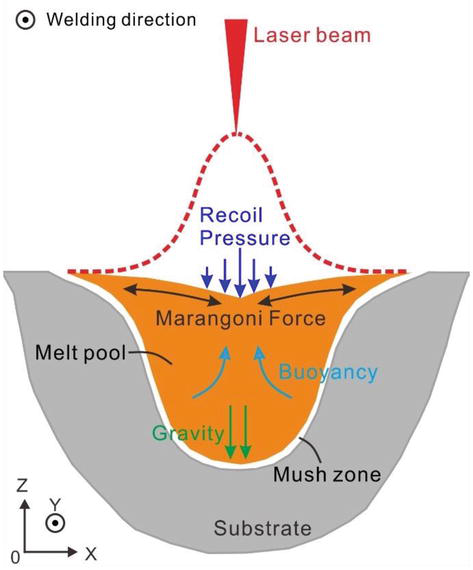 Welding direction
Laser beam
Recoil
Pressure
Marangoni Force
Melt pool
Buoyancy
Gravity
Mush zone
Substrate
Z
Y
X
0